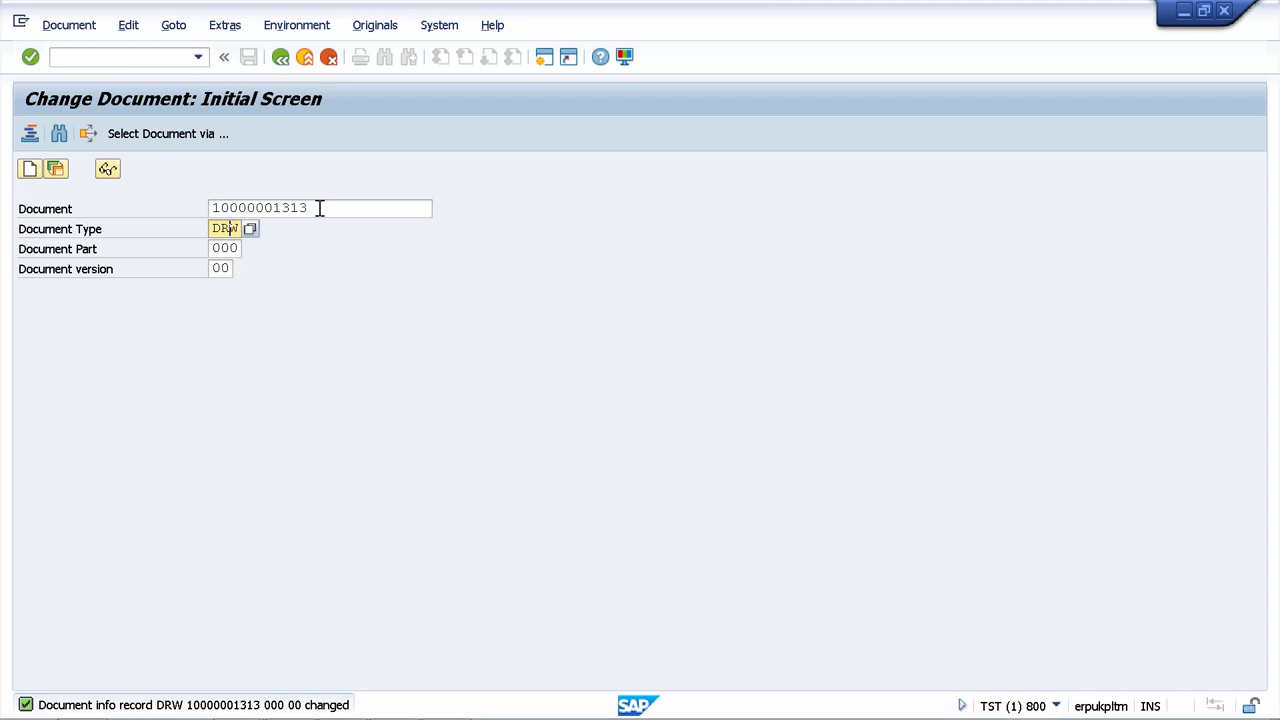 Document Edit Goto Extras Environment Originals System Help
Change Document: Initial Screen
Select Document via ...
Document 10000001313
Document Type DRW
Document Part 000
Document version 00
Document info record DRW 10000001313 000 00 changed SAP TST (1) 800 erpukpltm INS